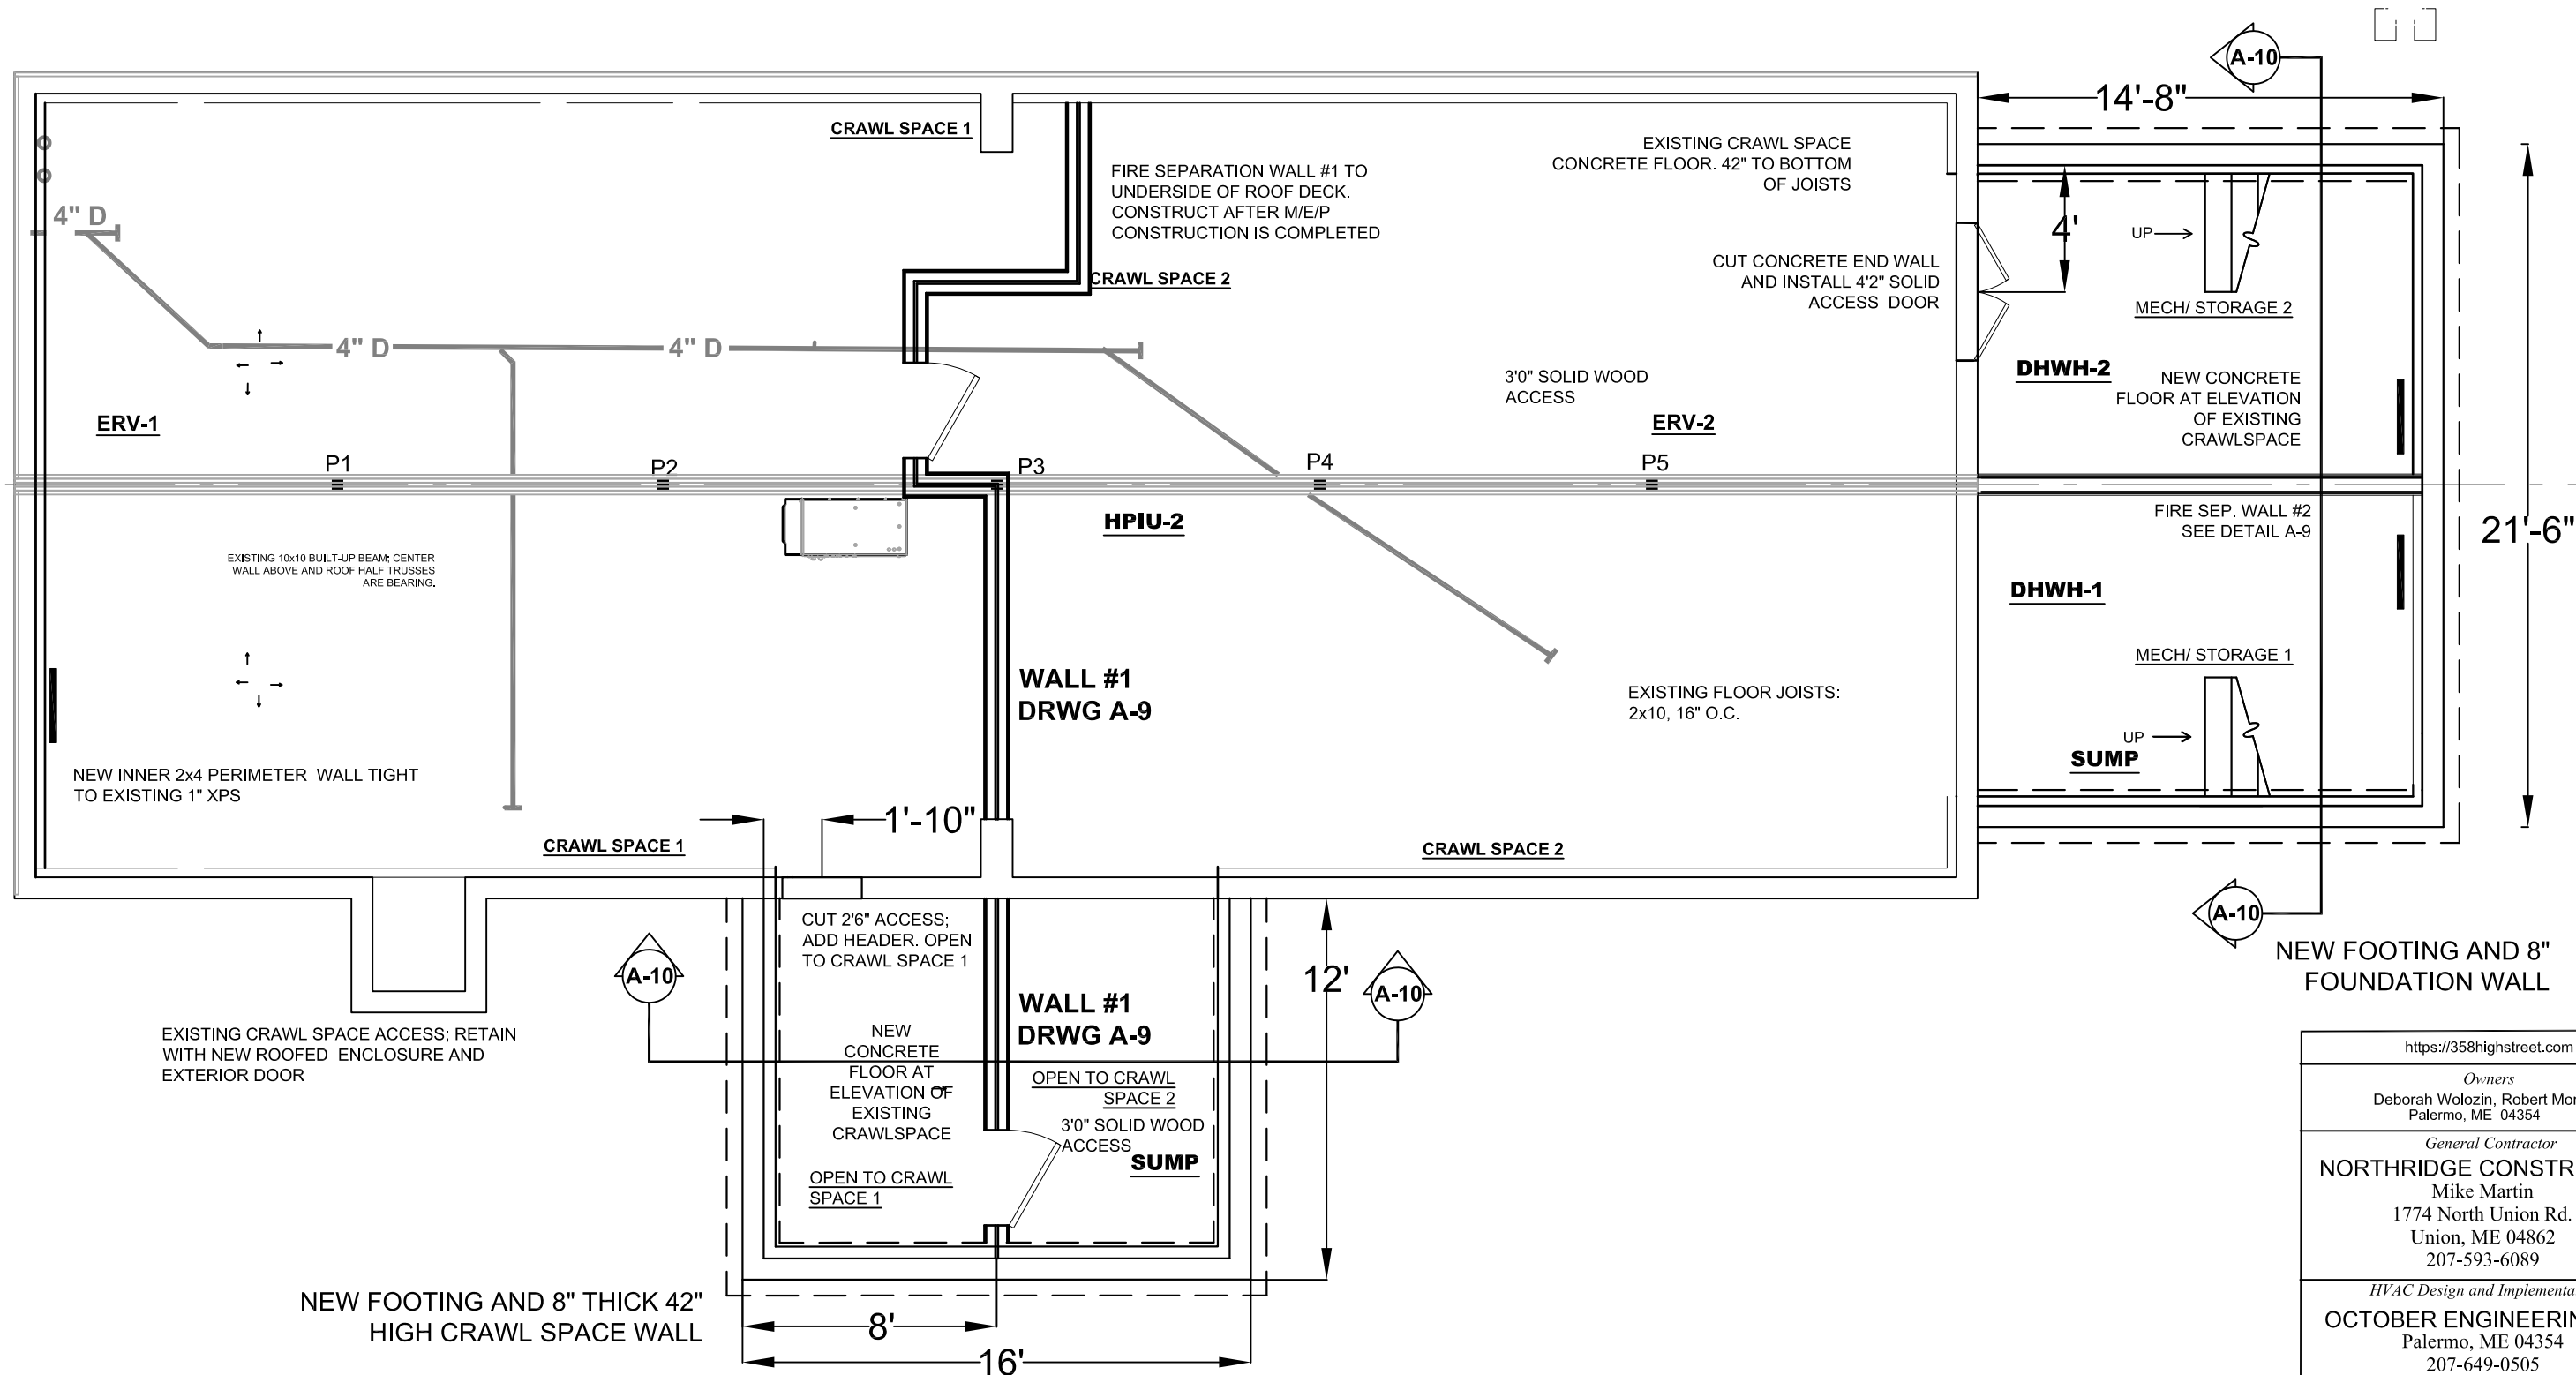 A-10
14'-8"
CRAWL SPACE 1
FIRE SEPARATION WALL #1 TO
UNDERSIDE OF ROOF DECK.
CONSTRUCT AFTER M/E/P
CONSTRUCTION IS COMPLETED
EXISTING CRAWL SPACE
CONCRETE FLOOR. 42" TO BOTTOM
OF JOISTS
4" D
4'
UP
CUT CONCRETE END WALL
AND INSTALL 4'2" SOLID
ACCESS DOOR
CRAWL SPACE 2
MECH/ STORAGE 2
4" D
4" D
3'0" SOLID WOOD
ACCESS
DHWH-2
NEW CONCRETE
FLOOR AT ELEVATION
OF EXISTING
CRAWLSPACE
ERV-1
ERV-2
P1
P2
P3
P4
P5
HPIU-2
FIRE SEP. WALL #2
SEE DETAIL A-9
21'-6"
EXISTING 10x10 BUILT-UP BEAM; CENTER
WALL ABOVE AND ROOF HALF TRUSSES
ARE BEARING.
DHWH-1
MECH/ STORAGE 1
WALL #1
DRWG A-9
EXISTING FLOOR JOISTS:
2x10, 16" O.C.
UP
SUMP
NEW INNER 2x4 PERIMETER WALL TIGHT
TO EXISTING 1" XPS
1'-10"
CRAWL SPACE 1
CRAWL SPACE 2
A-10
CUT 2'6" ACCESS;
ADD HEADER. OPEN
TO CRAWL SPACE 1
NEW FOOTING AND 8"
FOUNDATION WALL
A-10
12'
A-10
WALL #1
DRWG A-9
EXISTING CRAWL SPACE ACCESS; RETAIN
WITH NEW ROOFED ENCLOSURE AND
EXTERIOR DOOR
NEW
CONCRETE
FLOOR AT
ELEVATION OF
EXISTING
CRAWLSPACE
OPEN TO CRAWL
SPACE 2
3'0" SOLID WOOD
ACCESS
SUMP
OPEN TO CRAWL
SPACE 1
NEW FOOTING AND 8" THICK 42"
HIGH CRAWL SPACE WALL
8'
16'
https://358highstreet.com
Owners
Deborah Wolozin, Robert Mor
Palermo, ME 04354
General Contractor
NORTHRIDGE CONSTR
Mike Martin
1774 North Union Rd.
Union, ME 04862
207-593-6089
HVAC Design and Implementa
OCTOBER ENGINEERIN
Palermo, ME 04354
207-649-0505